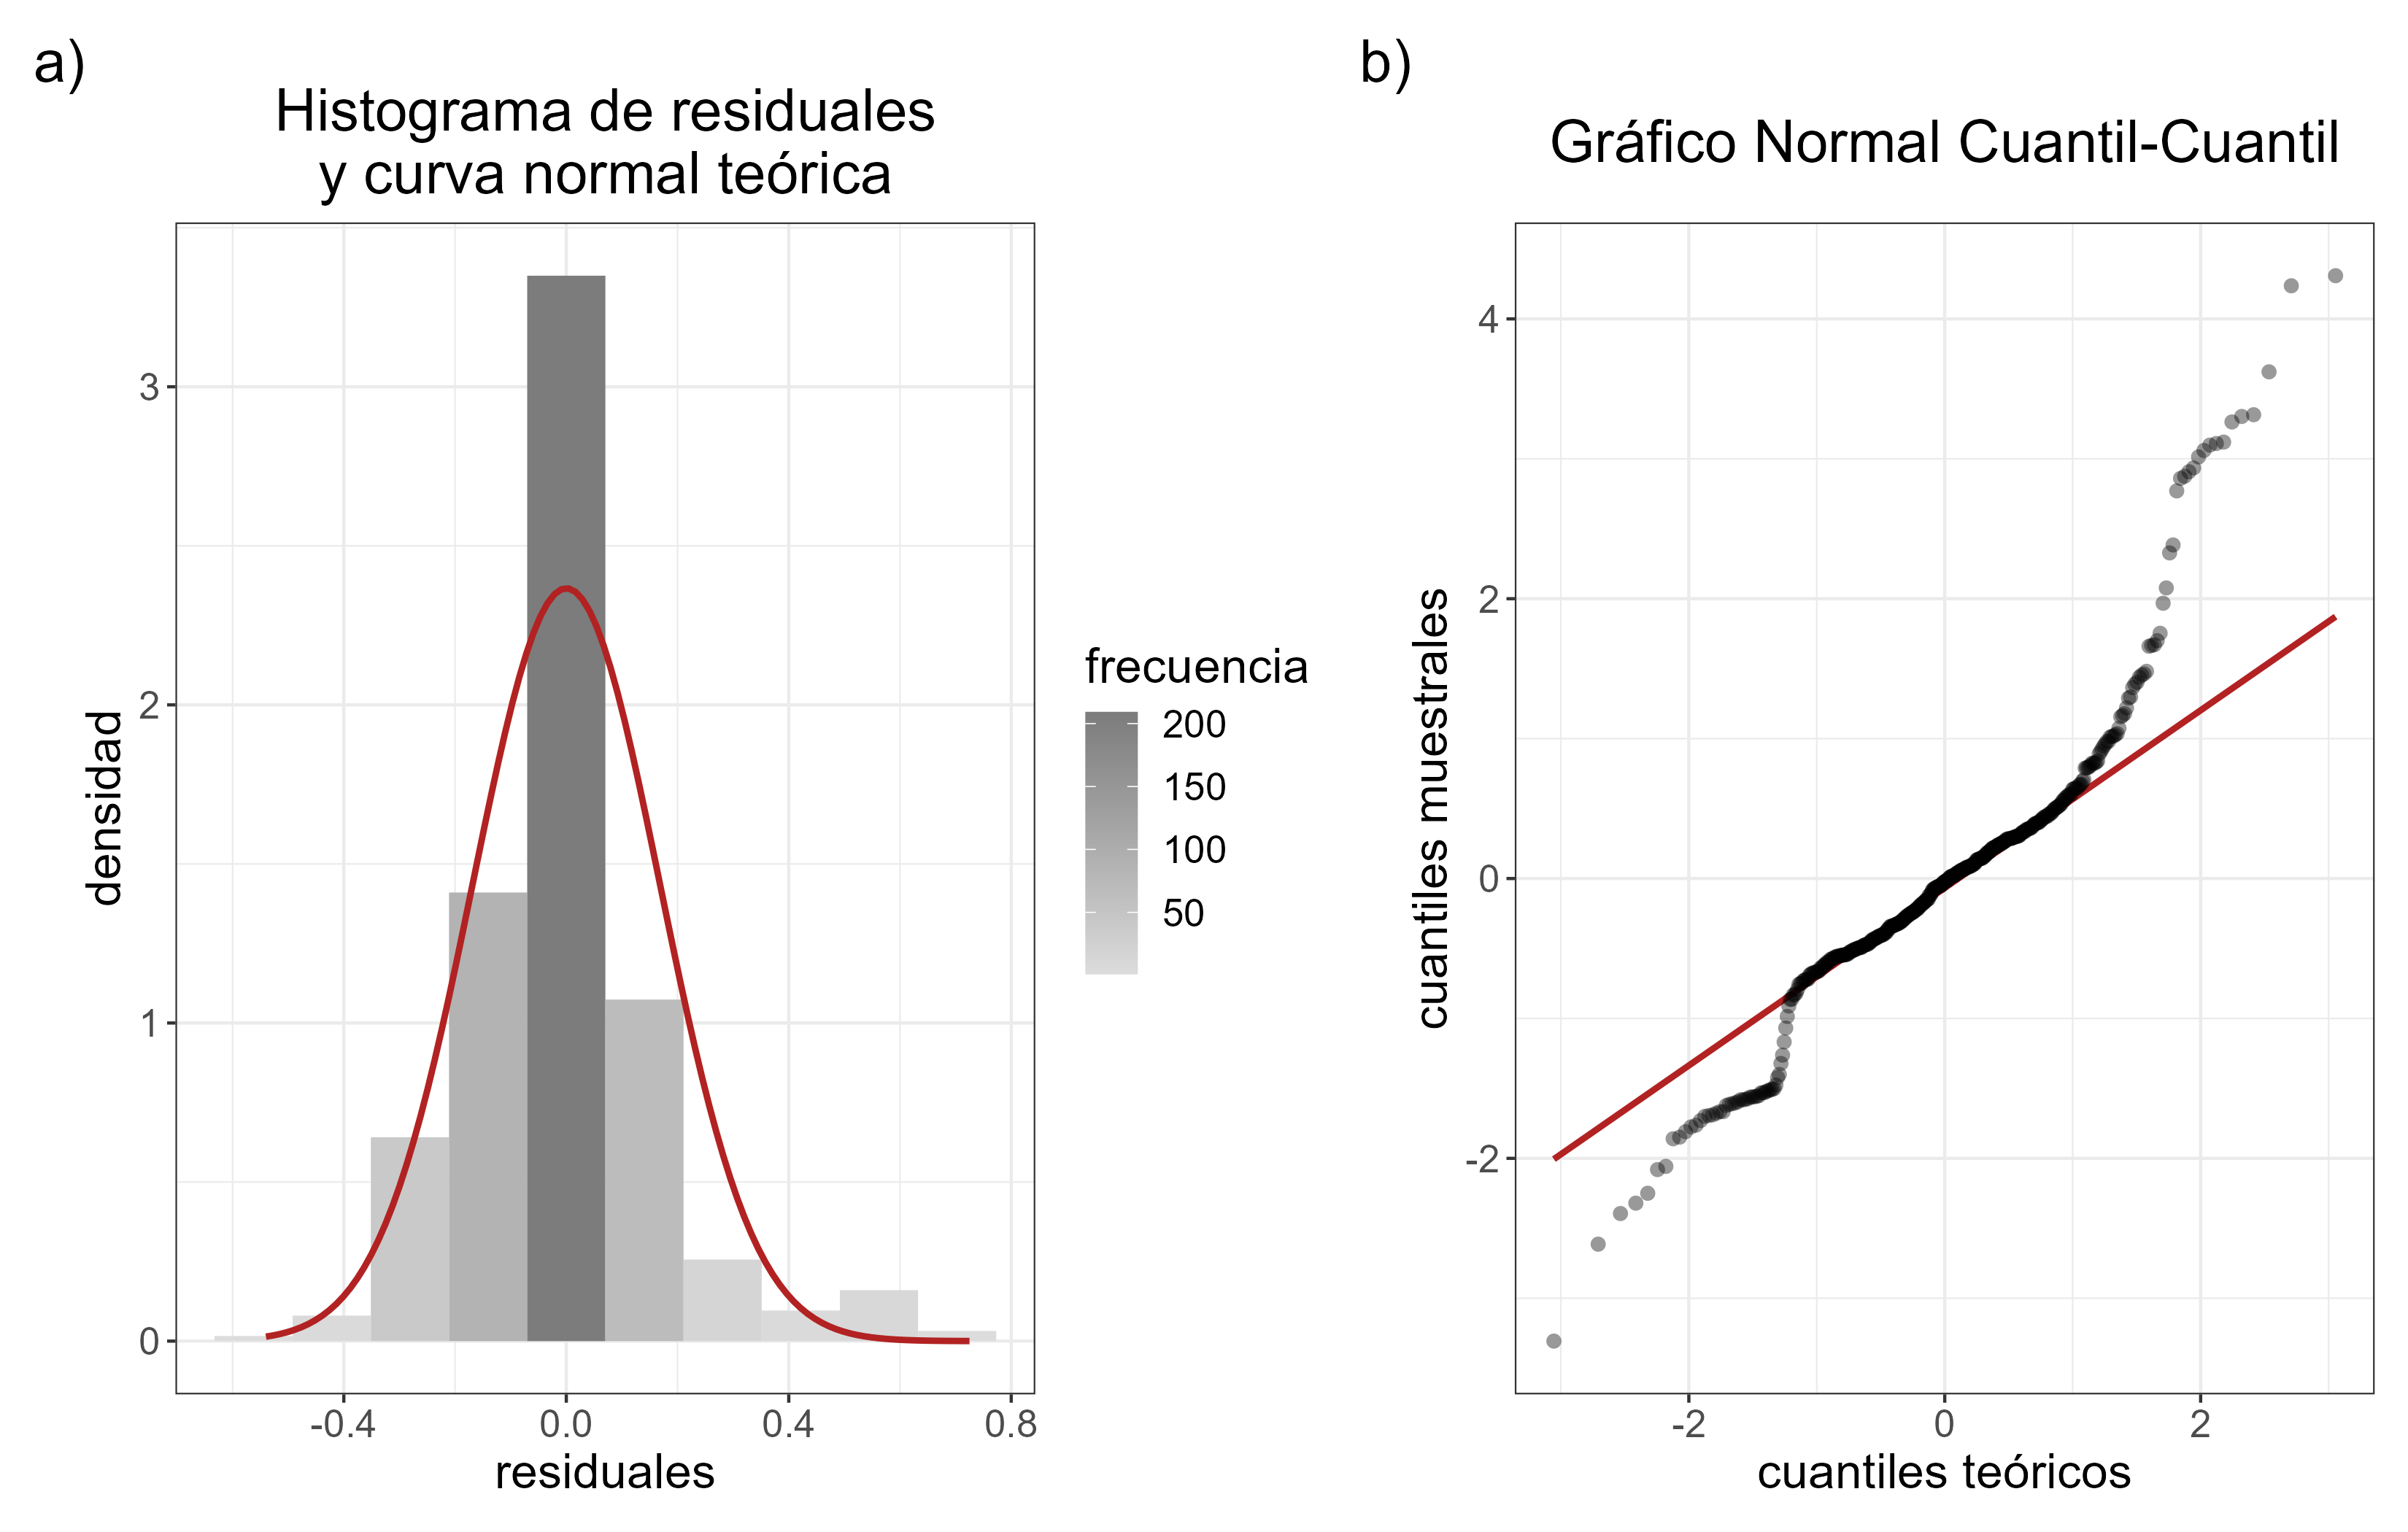 a)
Histograma de residuales
y curva normal teórica
densidad
3
2
1
0
-0.4
0.0
0.4
0.8
residuales
frecuencia
200
150
100
50
b)
Gráfico Normal Cuantil-Cuantil
cuantiles muestrales
4
2
0
-2
-2
0
2
cuantiles teóricos